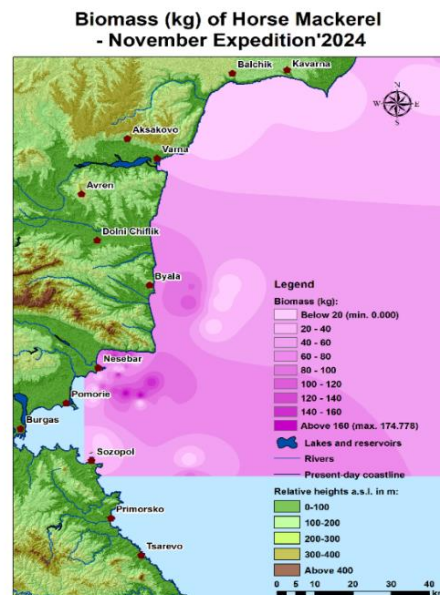 Biomass (kg) of Horse Mackerel
- November Expedition'2024
Balchik
Kavarna
N
W
E
S
Aksakovo
Varna
Avren
Dolni Chiflik
Byala
Nesebar
Pomorie
Burgas
Sozopol
Primorsko
Tsarevo
Legend
Biomass (kg):
Below 20 (min. 0.000)
20 - 40
40 - 60
60 - 80
80 - 100
100 - 120
120 - 140
140 - 160
Above 160 (max. 174.778)
Lakes and reservoirs
Rivers
Present-day coastline
Relative heights a.s.l. in m:
0-100
100-200
200-300
300-400
Above 400
0 5 10 20 30 40